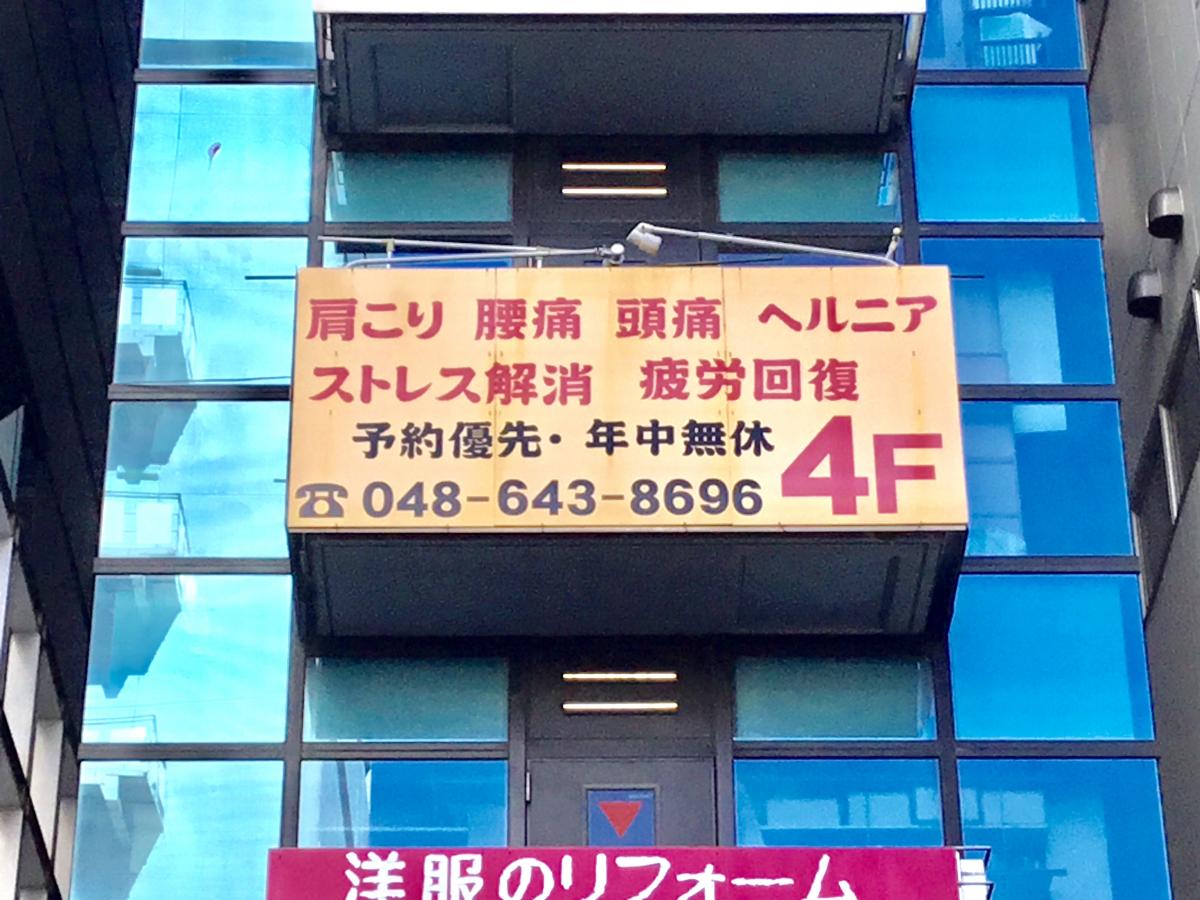 肩こり 腰痛 頭痛 ヘルニア
ストレス解消 疲労回復
予約優先・年中無休
☎048-643-8696
4F
洋服のリフォーム